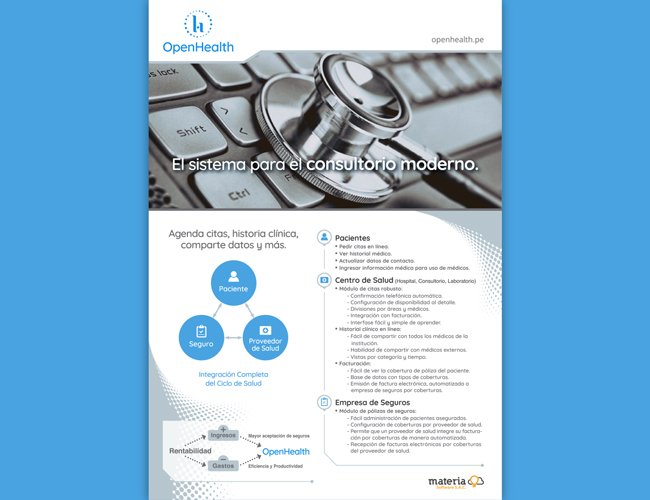 OpenHealth
openhealth.pe
s lock
Shift
Ctrl
El sistema para el consultorio moderno.
Agenda citas, historia clínica,
comparte datos y más.
Paciente
Seguro
Proveedor
de Salud
Integración Completa
del Ciclo de Salud
Rentabilidad
Ingresos
Mayor aceptación de seguros
OpenHealth
Gastos
Eficiencia y Productividad
Pacientes
• Pedir citas en línea.
• Ver historial médico.
• Actualizar datos de contacto.
• Ingresar información médica para uso de médicos.
Centro de Salud (Hospital, Consultorio, Laboratorio)
• Módulo de citas robusto:
- Confirmación telefónica automática.
- Configuración de disponibilidad al detalle.
- Divisiones por áreas y médicos.
- Integración con facturación.
- Interfase fácil y simple de aprender.
• Historial clínico en línea:
- Fácil de compartir con todos los médicos de la
institución.
- Habilidad de compartir con médicos externos.
- Vistas por categoría y tiempo.
• Facturación:
- Fácil de ver la cobertura de póliza del paciente.
- Base de datos con tipos de coberturas.
- Emisión de factura electrónica, automatizada a
empresa de seguros por coberturas.
Empresa de Seguros
• Módulo de pólizas de seguros:
- Fácil administración de pacientes asegurados.
- Configuración de coberturas por proveedor de salud.
- Permite que un proveedor de salud integre su factura-
ción por coberturas de manera automatizada.
- Recepción de facturas electrónicas por coberturas
del proveedor de salud.
materia
Software S.A.C.